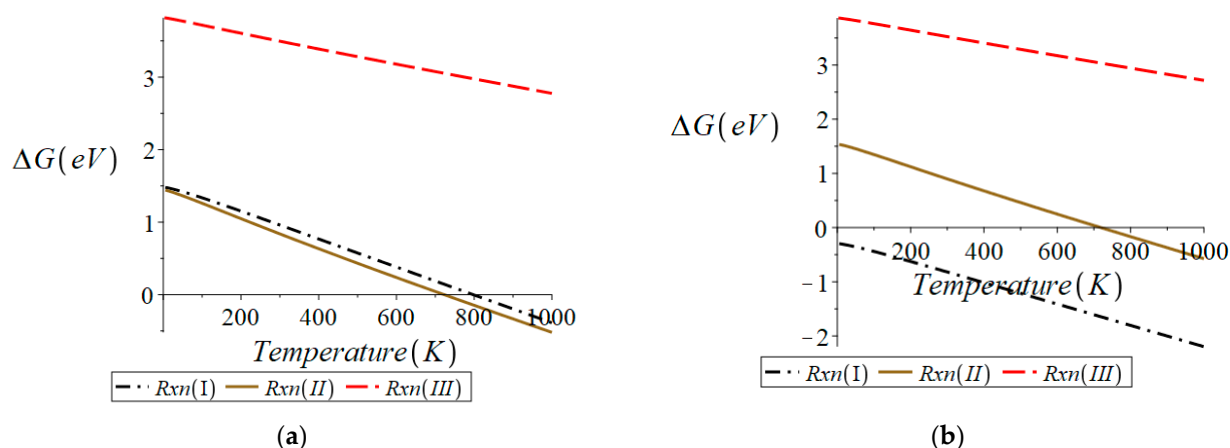 3
2
ΔG(eV)
1
0
200 400 600 800 1000
Temperature(K)
Rxn(I) Rxn(II) Rxn(III)
(a)
3
ΔG(eV)
2
1
0
200 400 600 800 1000
Temperature(K)
−1
−2
Rxn(I) Rxn(II) Rxn(III)
(b)